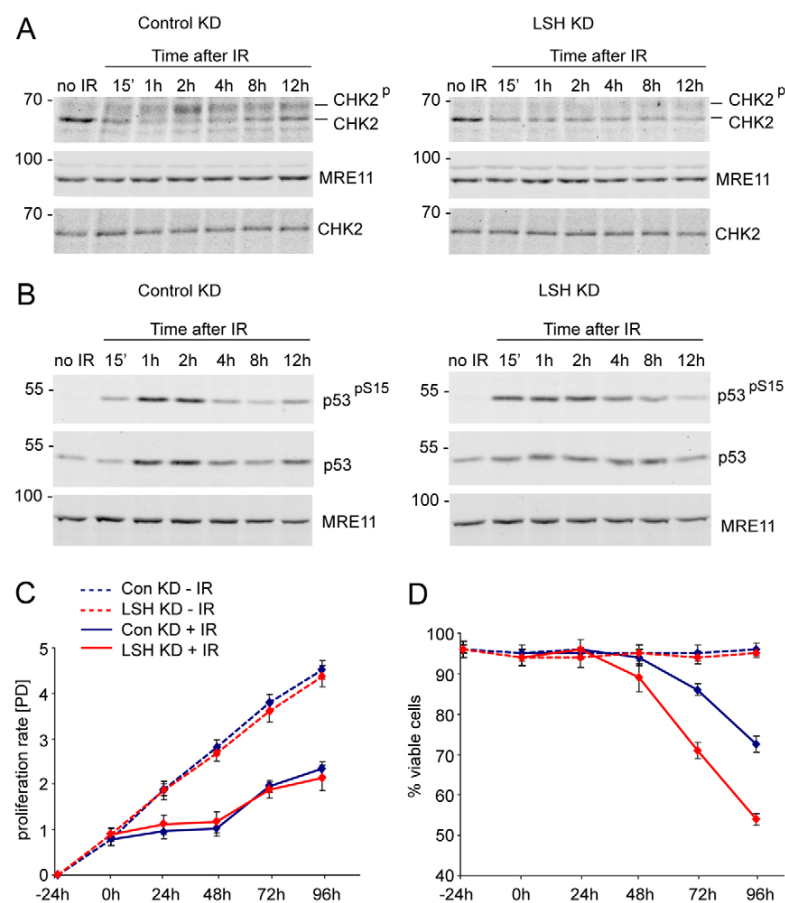 A
Control KD
LSH KD
Time after IR
Time after IR
no IR 15' 1h 2h 4h 8h 12h
no IR 15' 1h 2h 4h 8h 12h
70
CHK2 p
CHK2
70
CHK2 p
CHK2
100
MRE11
100
MRE11
70
CHK2
70
CHK2
B
Control KD
LSH KD
Time after IR
Time after IR
no IR 15' 1h 2h 4h 8h 12h
no IR 15' 1h 2h 4h 8h 12h
55
p53 pS15
55
p53 pS15
55
p53
55
p53
100
MRE11
100
MRE11
C
Con KD - IR
LSH KD - IR
Con KD + IR
LSH KD + IR
proliferation rate [PD]
5
4
3
2
1
0
-24h 0h 24h 48h 72h 96h
D
% viable cells
100
90
80
70
60
50
40
-24h 0h 24h 48h 72h 96h